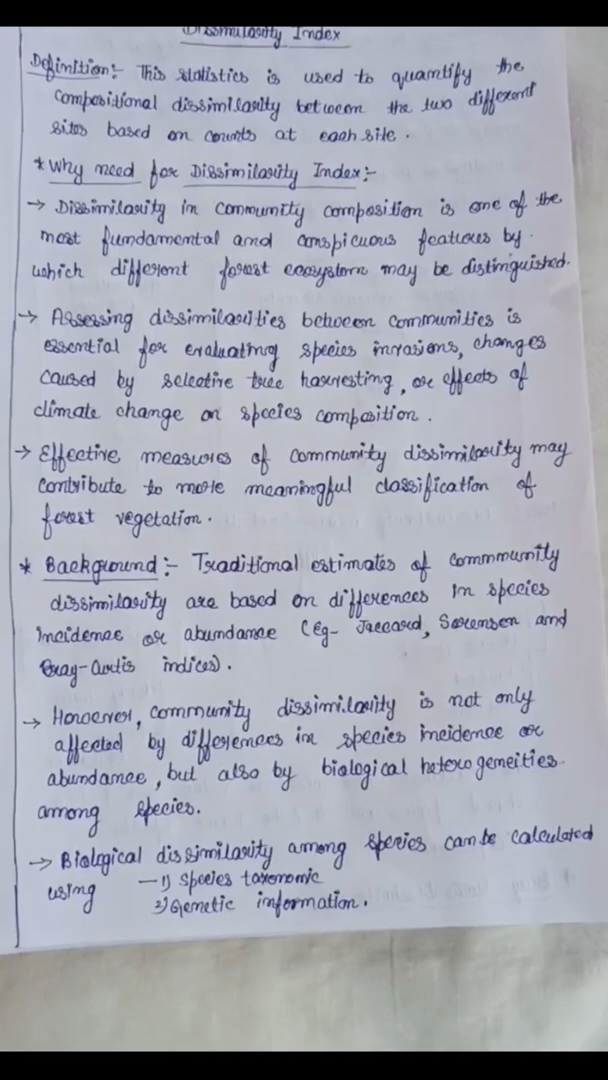 Dissimilarity Index
Definition:- This statistics is used to quantify the
compositional dissimilarity between the two different
sites based on counts at each site.
* Why need for Dissimilarity Index:-
→ Dissimilarity in community composition is one of the
most fundamental and conspicuous features by
which different forest ecosystem may be distinguished.
→ Assessing dissimilarities between communities is
essential for evaluating species invasions, changes
caused by selective tree harvesting, or effects of
climate change on species composition.
→ Effective measures of community dissimilarity may
contribute to more meaningful classification of
forest vegetation.
* Background:- Traditional estimates of commmunity
dissimilarity are based on differences in species
incidence or abundance (eg- Jaccard, Sorensen and
Bray-Curtis indices).
→ However, community dissimilarity is not only
affected by differences in species incidence or
abundance, but also by biological heterogeneities
among species.
→ Biological dissimilarity among species can be calculated
using — 1) Species taxonomic
2) Genetic information.